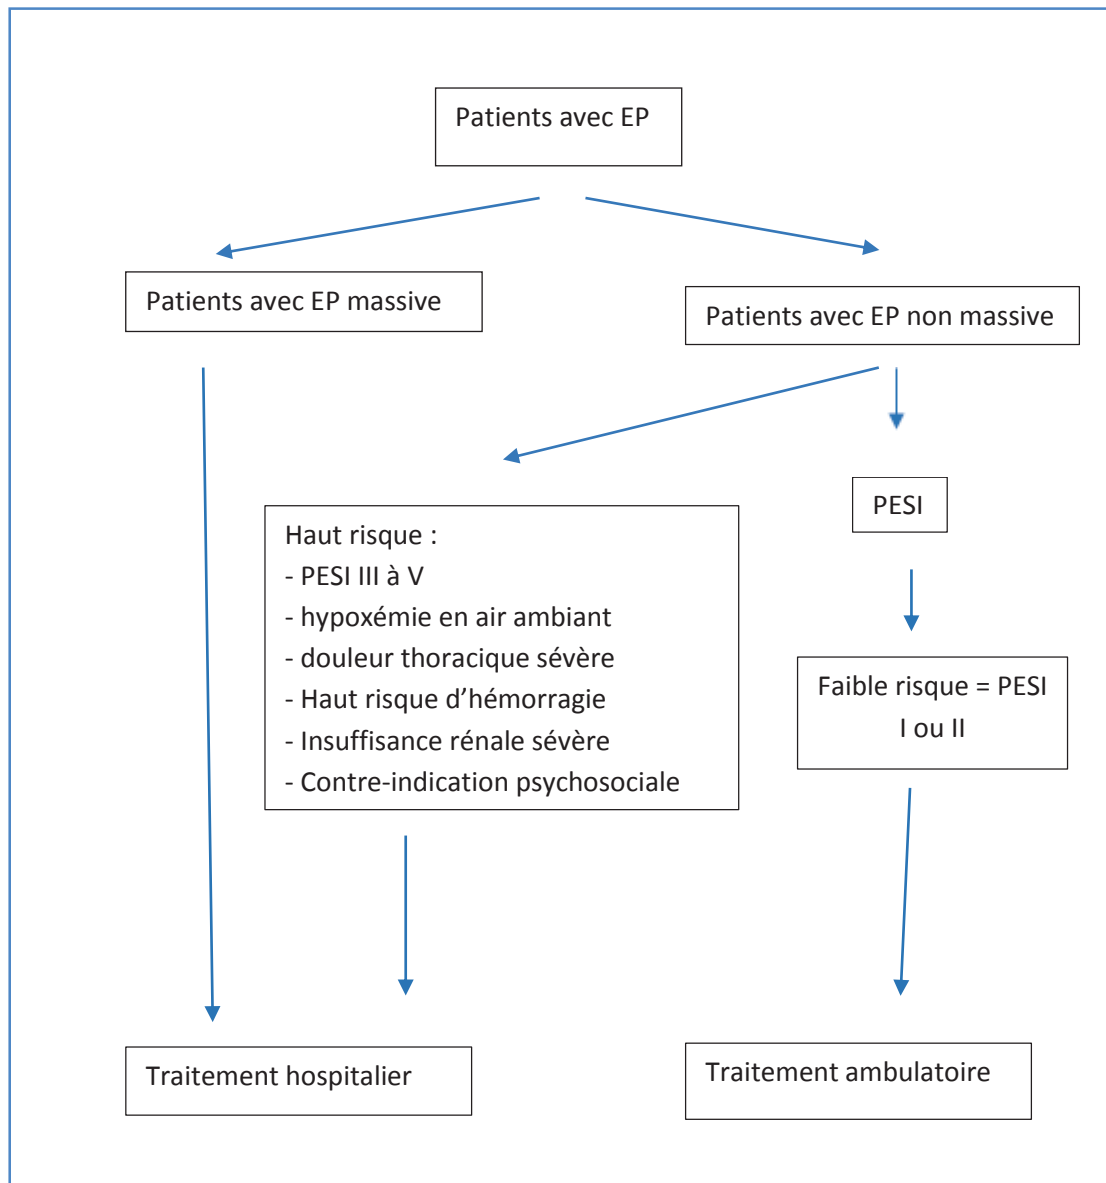 Patients avec EP
Patients avec EP massive
Patients avec EP non massive
PESI
Haut risque :
- PESI III à V
- hypoxémie en air ambiant
- douleur thoracique sévère
- Haut risque d’hémorragie
- Insuffisance rénale sévère
- Contre-indication psychosociale
Faible risque = PESI
I ou II
Traitement hospitalier
Traitement ambulatoire